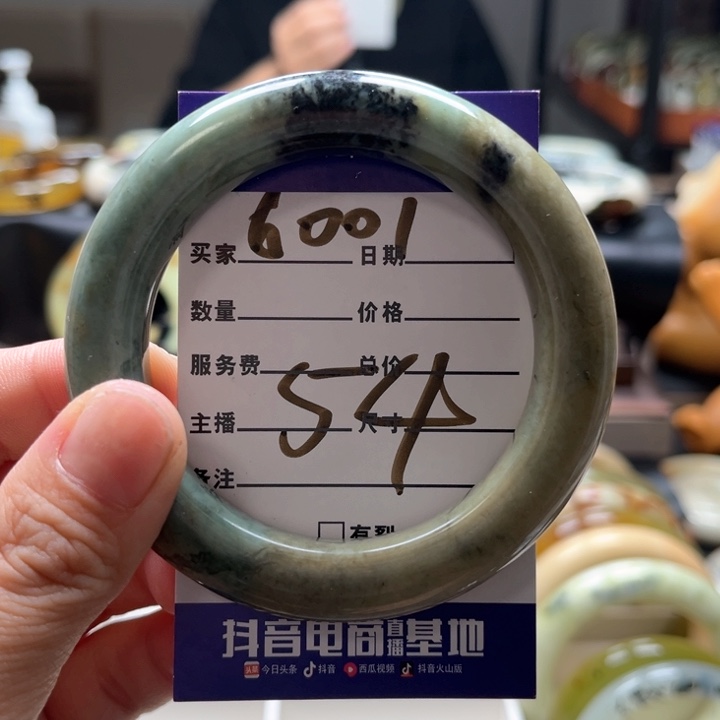 6001
买家 日期
数量 价格
服务费 总价
54
主播 尺寸
备注
有裂
抖音电商直播基地
头条 今日头条 抖音 西瓜视频 抖音火山版